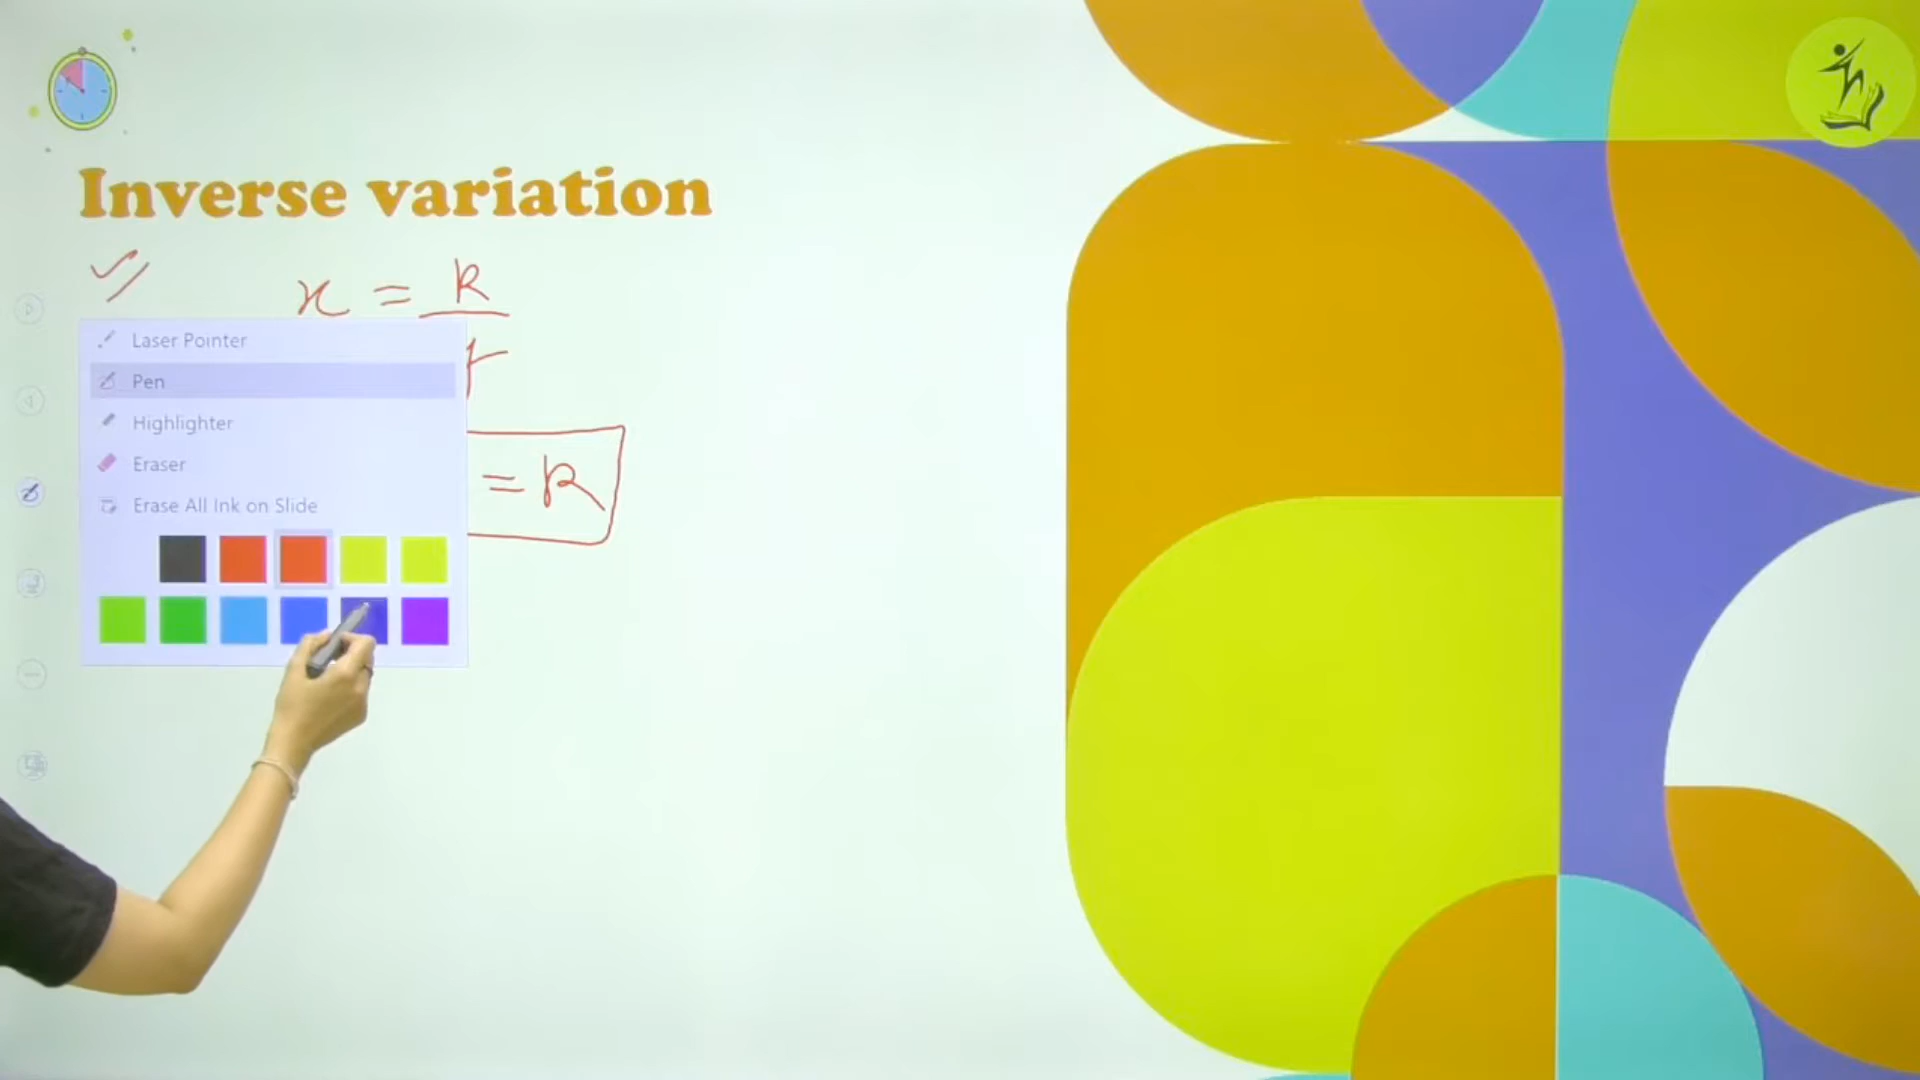 Inverse variation
x = k
Laser Pointer
Pen
Highlighter
= k
Eraser
Erase All Ink on Slide